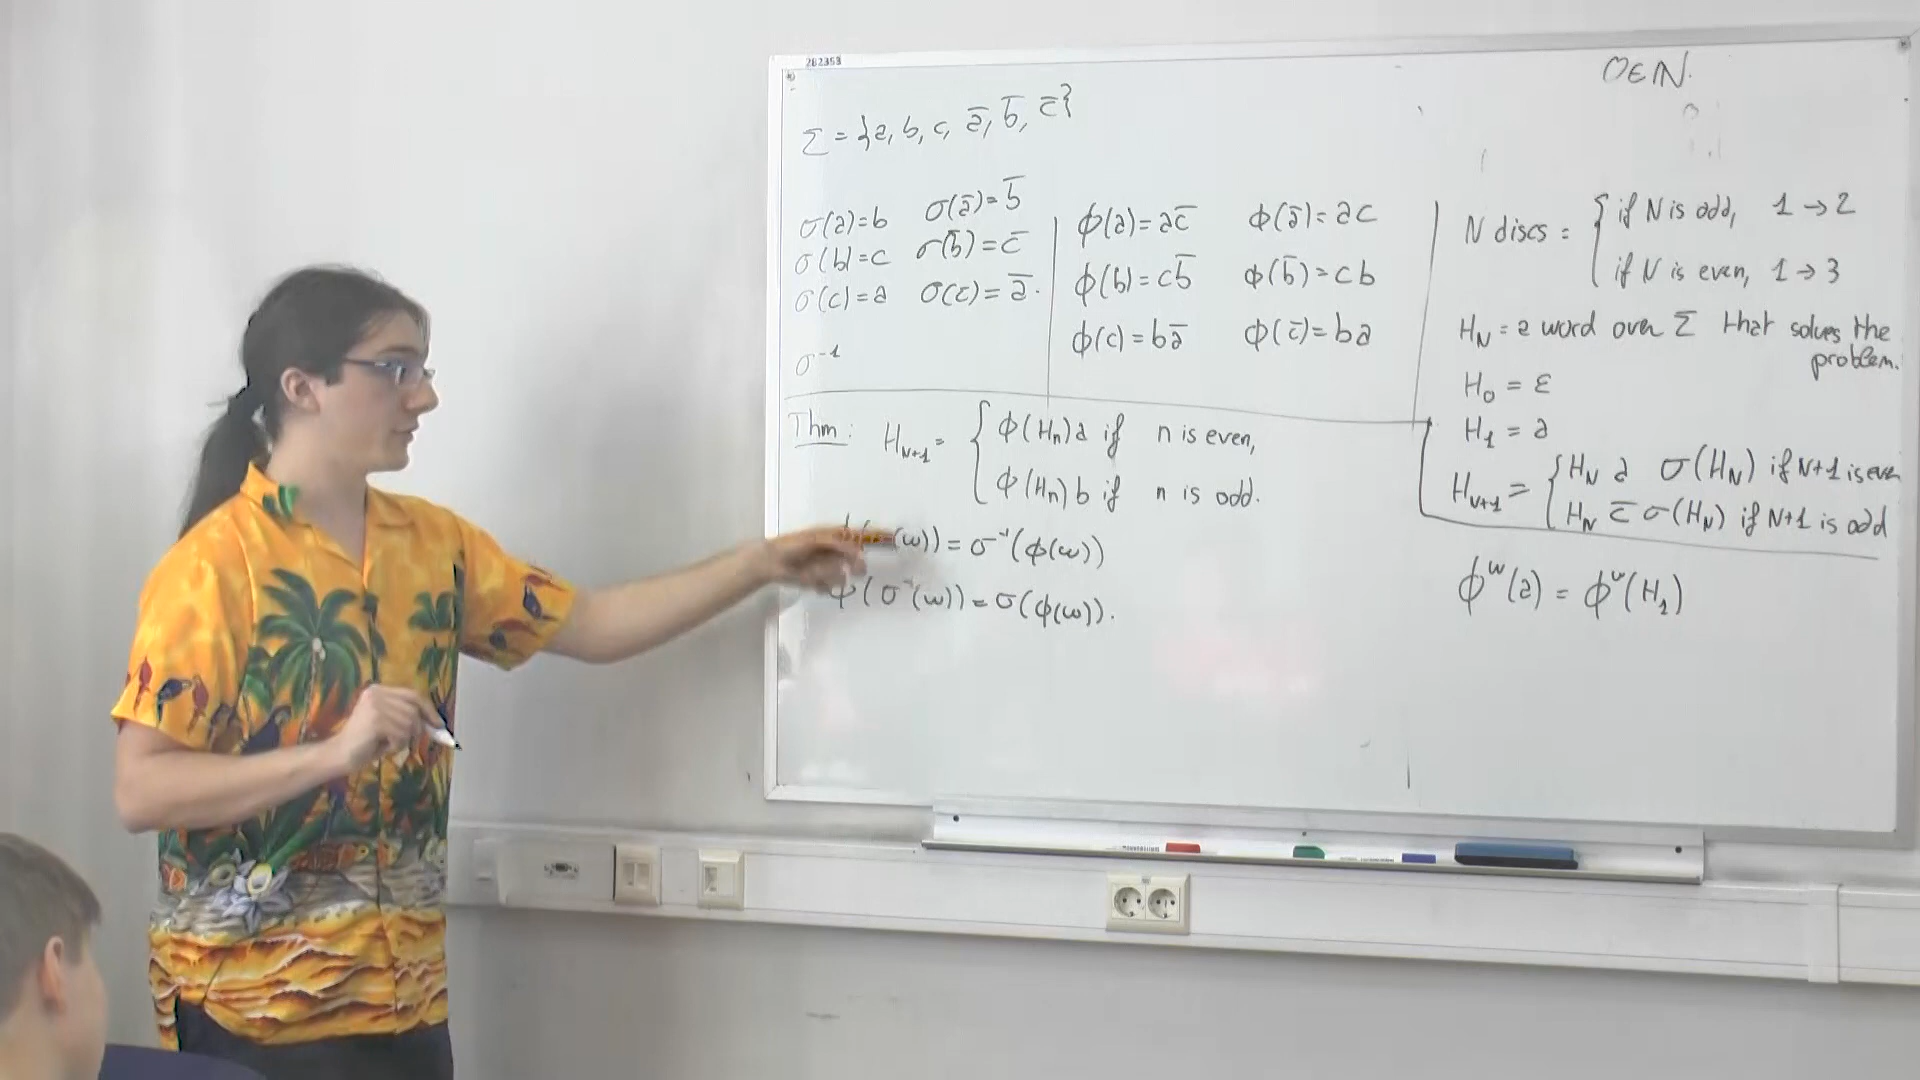 282353
O∈ℕ.
Σ = {a, b, c, a̅, b̅, c̅}
σ(a)=b σ(a̅)=b̅
σ(b)=c σ(b̅)=c̅
σ(c)=a σ(c̅)=a̅.
σ⁻¹
ϕ(a)=ac̅ ϕ(a̅)=ac
ϕ(b)=cb̅ ϕ(b̅)=cb
ϕ(c)=ba̅ ϕ(c̅)=ba
N discs = { if N is odd, 1→2
if N is even, 1→3
H_N = a word over Σ that solves the
problem.
H_0 = ε
H_1 = a
H_{N+1} = { H_N a σ(H_N) if N+1 is even
H_N c̅ σ(H_N) if N+1 is odd
Thm: H_{N+1} = { ϕ(H_n)a if n is even,
ϕ(H_n)b if n is odd.
(w)) = σ⁻¹(ϕ(w))
ϕ(σ⁻¹(w)) = σ(ϕ(w)).
ϕ^w(a) = ϕ^w(H_1)